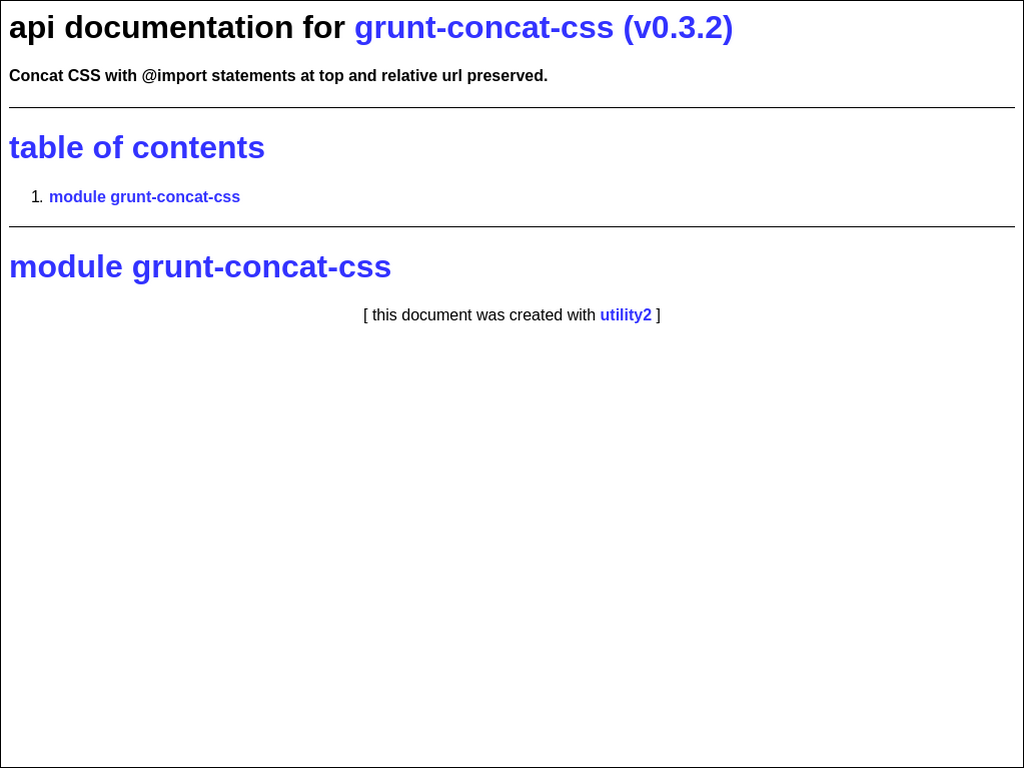 api documentation for grunt-concat-css (v0.3.2)
Concat CSS with @import statements at top and relative url preserved.
table of contents
1. module grunt-concat-css
module grunt-concat-css
[ this document was created with utility2 ]